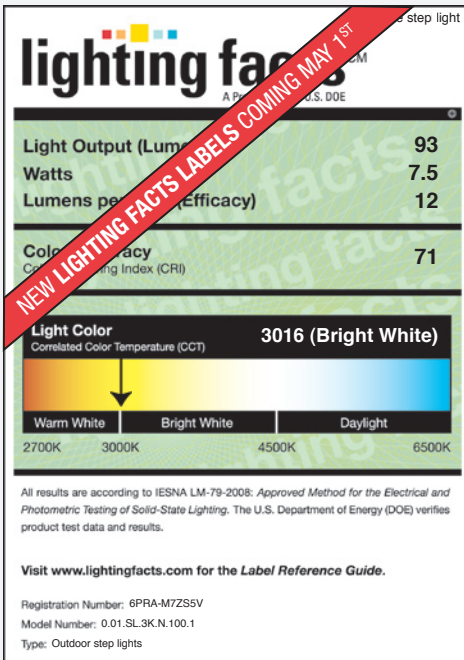 step light
lighting fa s CM
A P U.S. DOE
NEW LIGHTING FACTS LABELS COMING MAY 1ST
Light Output (Lum 93
Watts 7.5
Lumens pe (Efficacy) 12
Colo racy 71
Co ng Index (CRI)
Light Color 3016 (Bright White)
Correlated Color Temperature (CCT)
Warm White Bright White Daylight
2700K 3000K 4500K 6500K
All results are according to IESNA LM-79-2008: Approved Method for the Electrical and
Photometric Testing of Solid-State Lighting. The U.S. Department of Energy (DOE) verifies
product test data and results.
Visit www.lightingfacts.com for the Label Reference Guide.
Registration Number: 6PRA-M7ZS5V
Model Number: 0.01.SL.3K.N.100.1
Type: Outdoor step lights